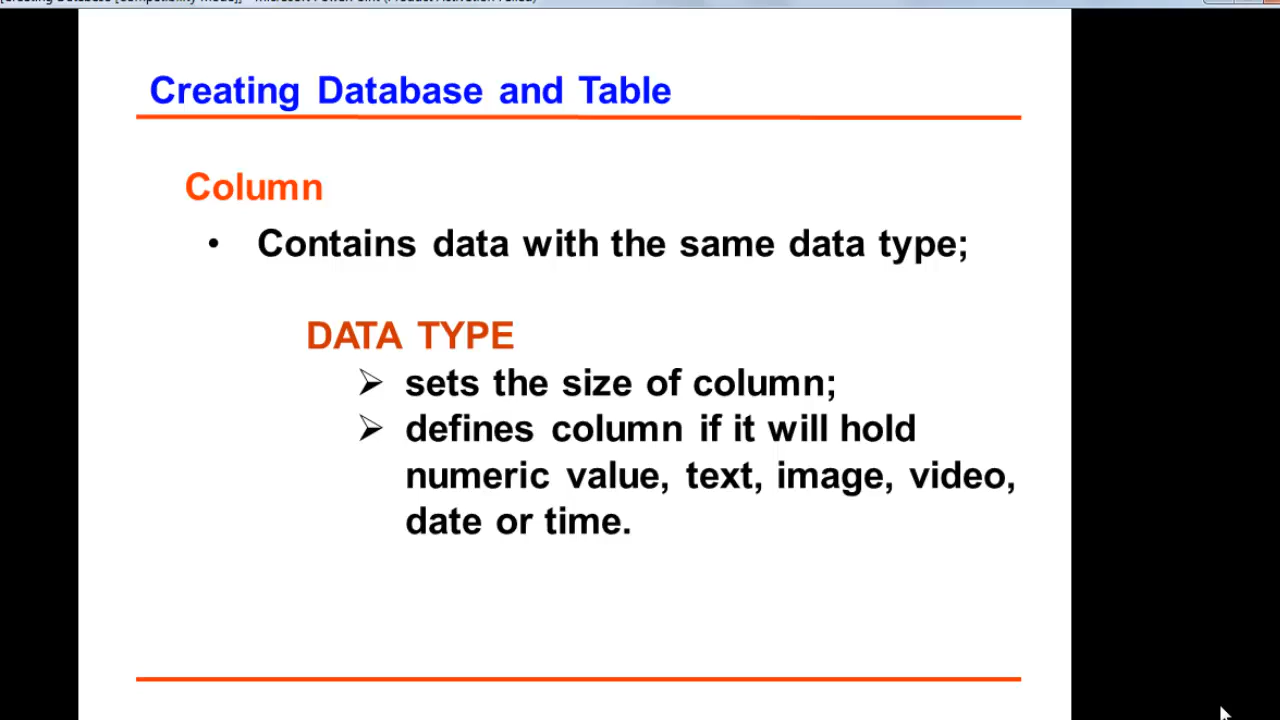 Creating Database and Table
Column
• Contains data with the same data type;
DATA TYPE
➢ sets the size of column;
➢ defines column if it will hold
numeric value, text, image, video,
date or time.